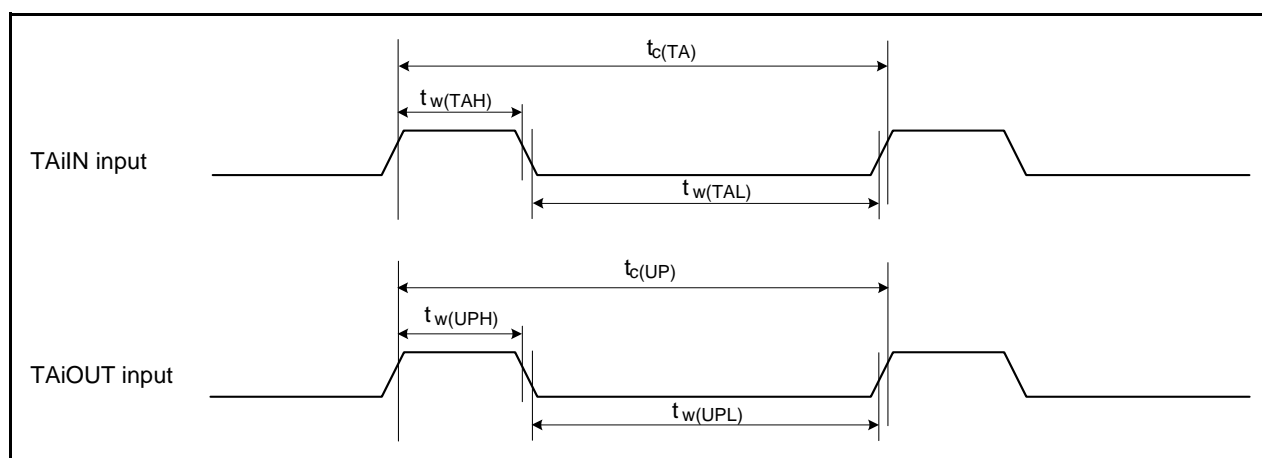 tc(TA)
tw(TAH)
TAiIN input
tw(TAL)
tc(UP)
tw(UPH)
TAiOUT input
tw(UPL)